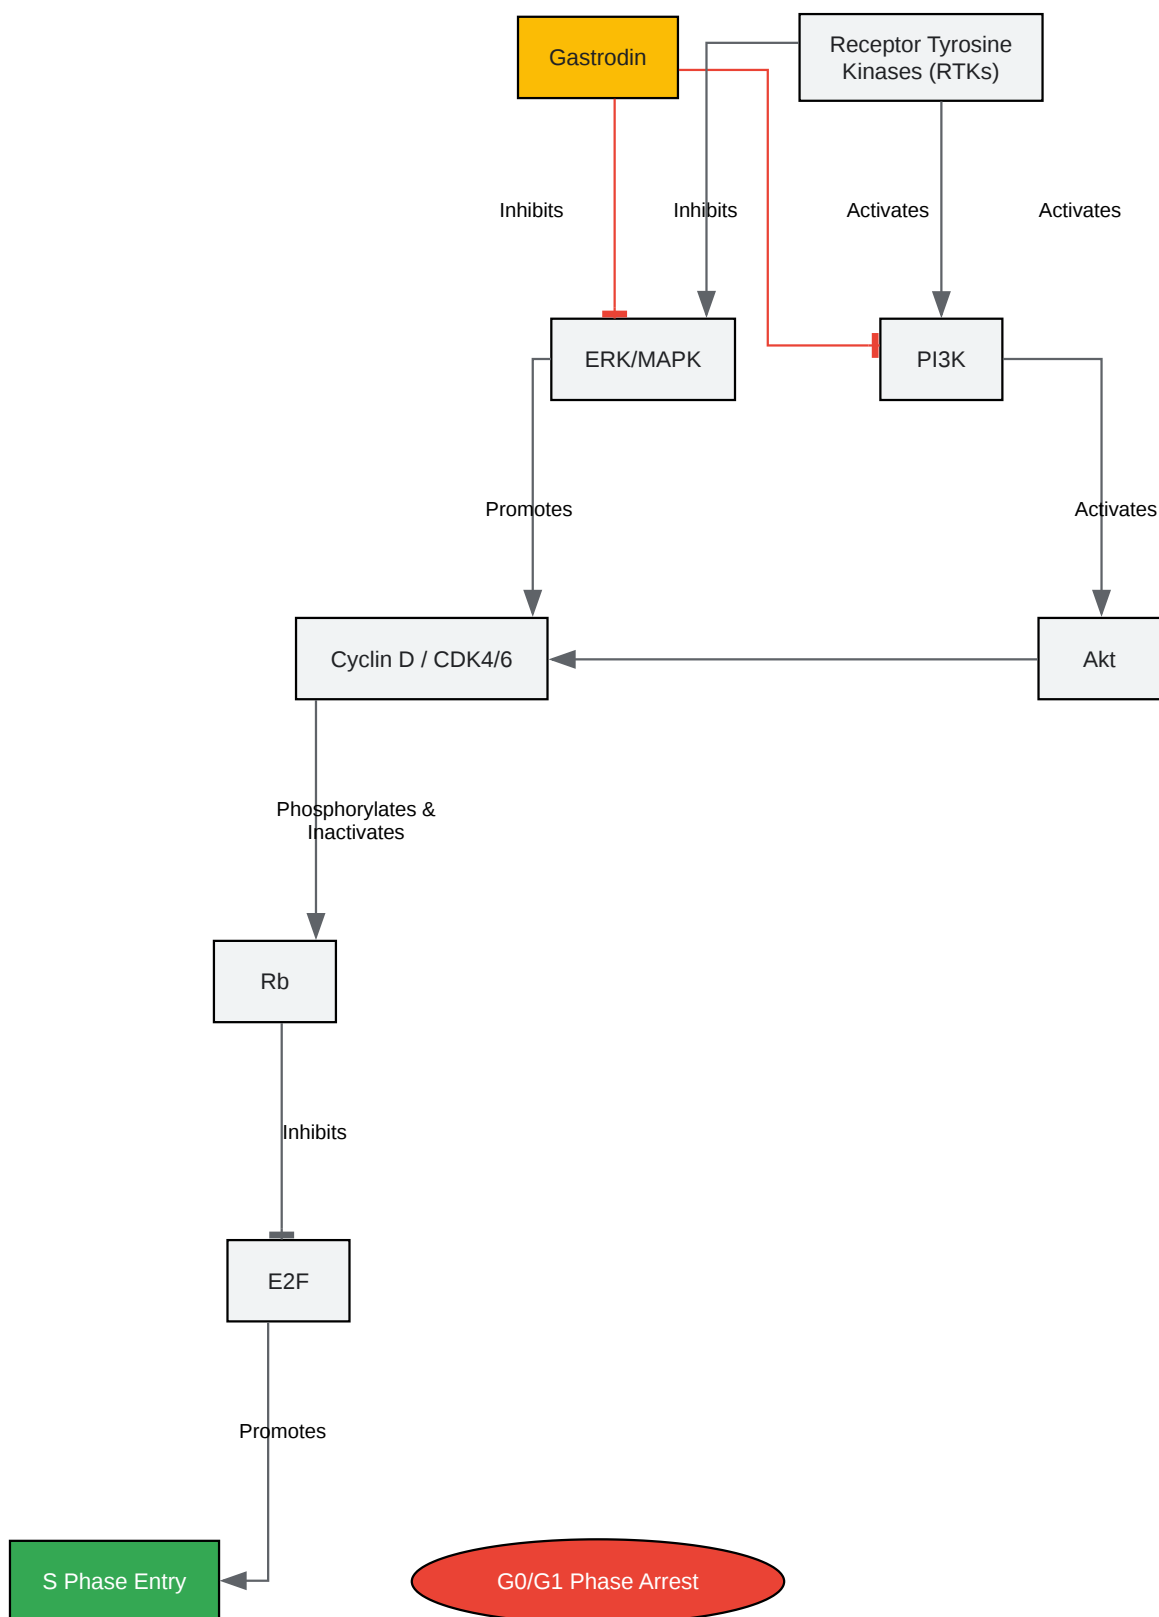 Gastrodin
Receptor Tyrosine
Kinases (RTKs)
Inhibits
Inhibits
Activates
Activates
ERK/MAPK
PI3K
Promotes
Activates
Cyclin D / CDK4/6
Akt
Phosphorylates &
Inactivates
Rb
Inhibits
E2F
Promotes
S Phase Entry
G0/G1 Phase Arrest